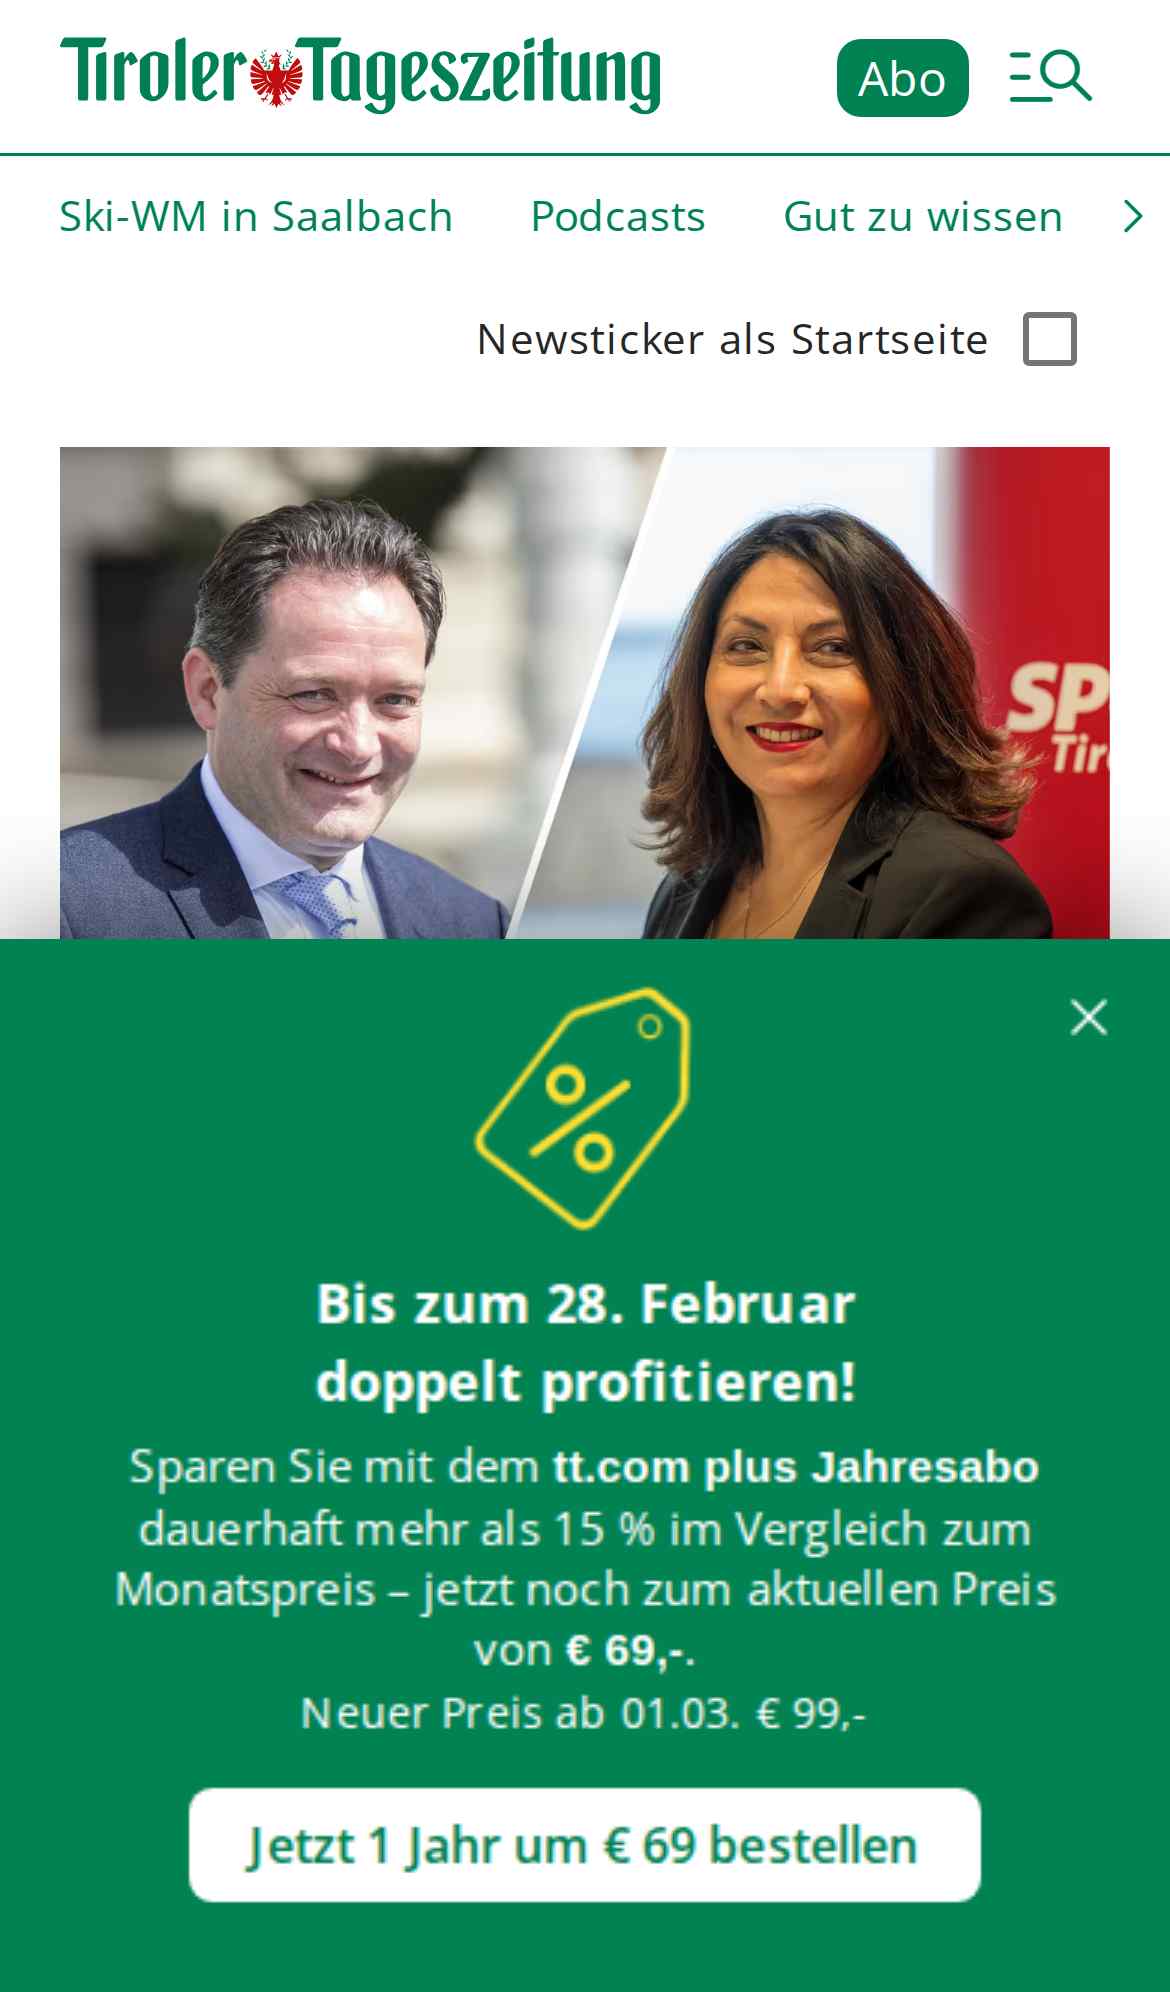 Tiroler Tageszeitung
Abo
Ski-WM in Saalbach Podcasts Gut zu wissen
Newsticker als Startseite
SP
Tir
Bis zum 28. Februar
doppelt profitieren!
Sparen Sie mit dem tt.com plus Jahresabo
dauerhaft mehr als 15 % im Vergleich zum
Monatspreis – jetzt noch zum aktuellen Preis
von € 69,-.
Neuer Preis ab 01.03. € 99,-
Jetzt 1 Jahr um € 69 bestellen